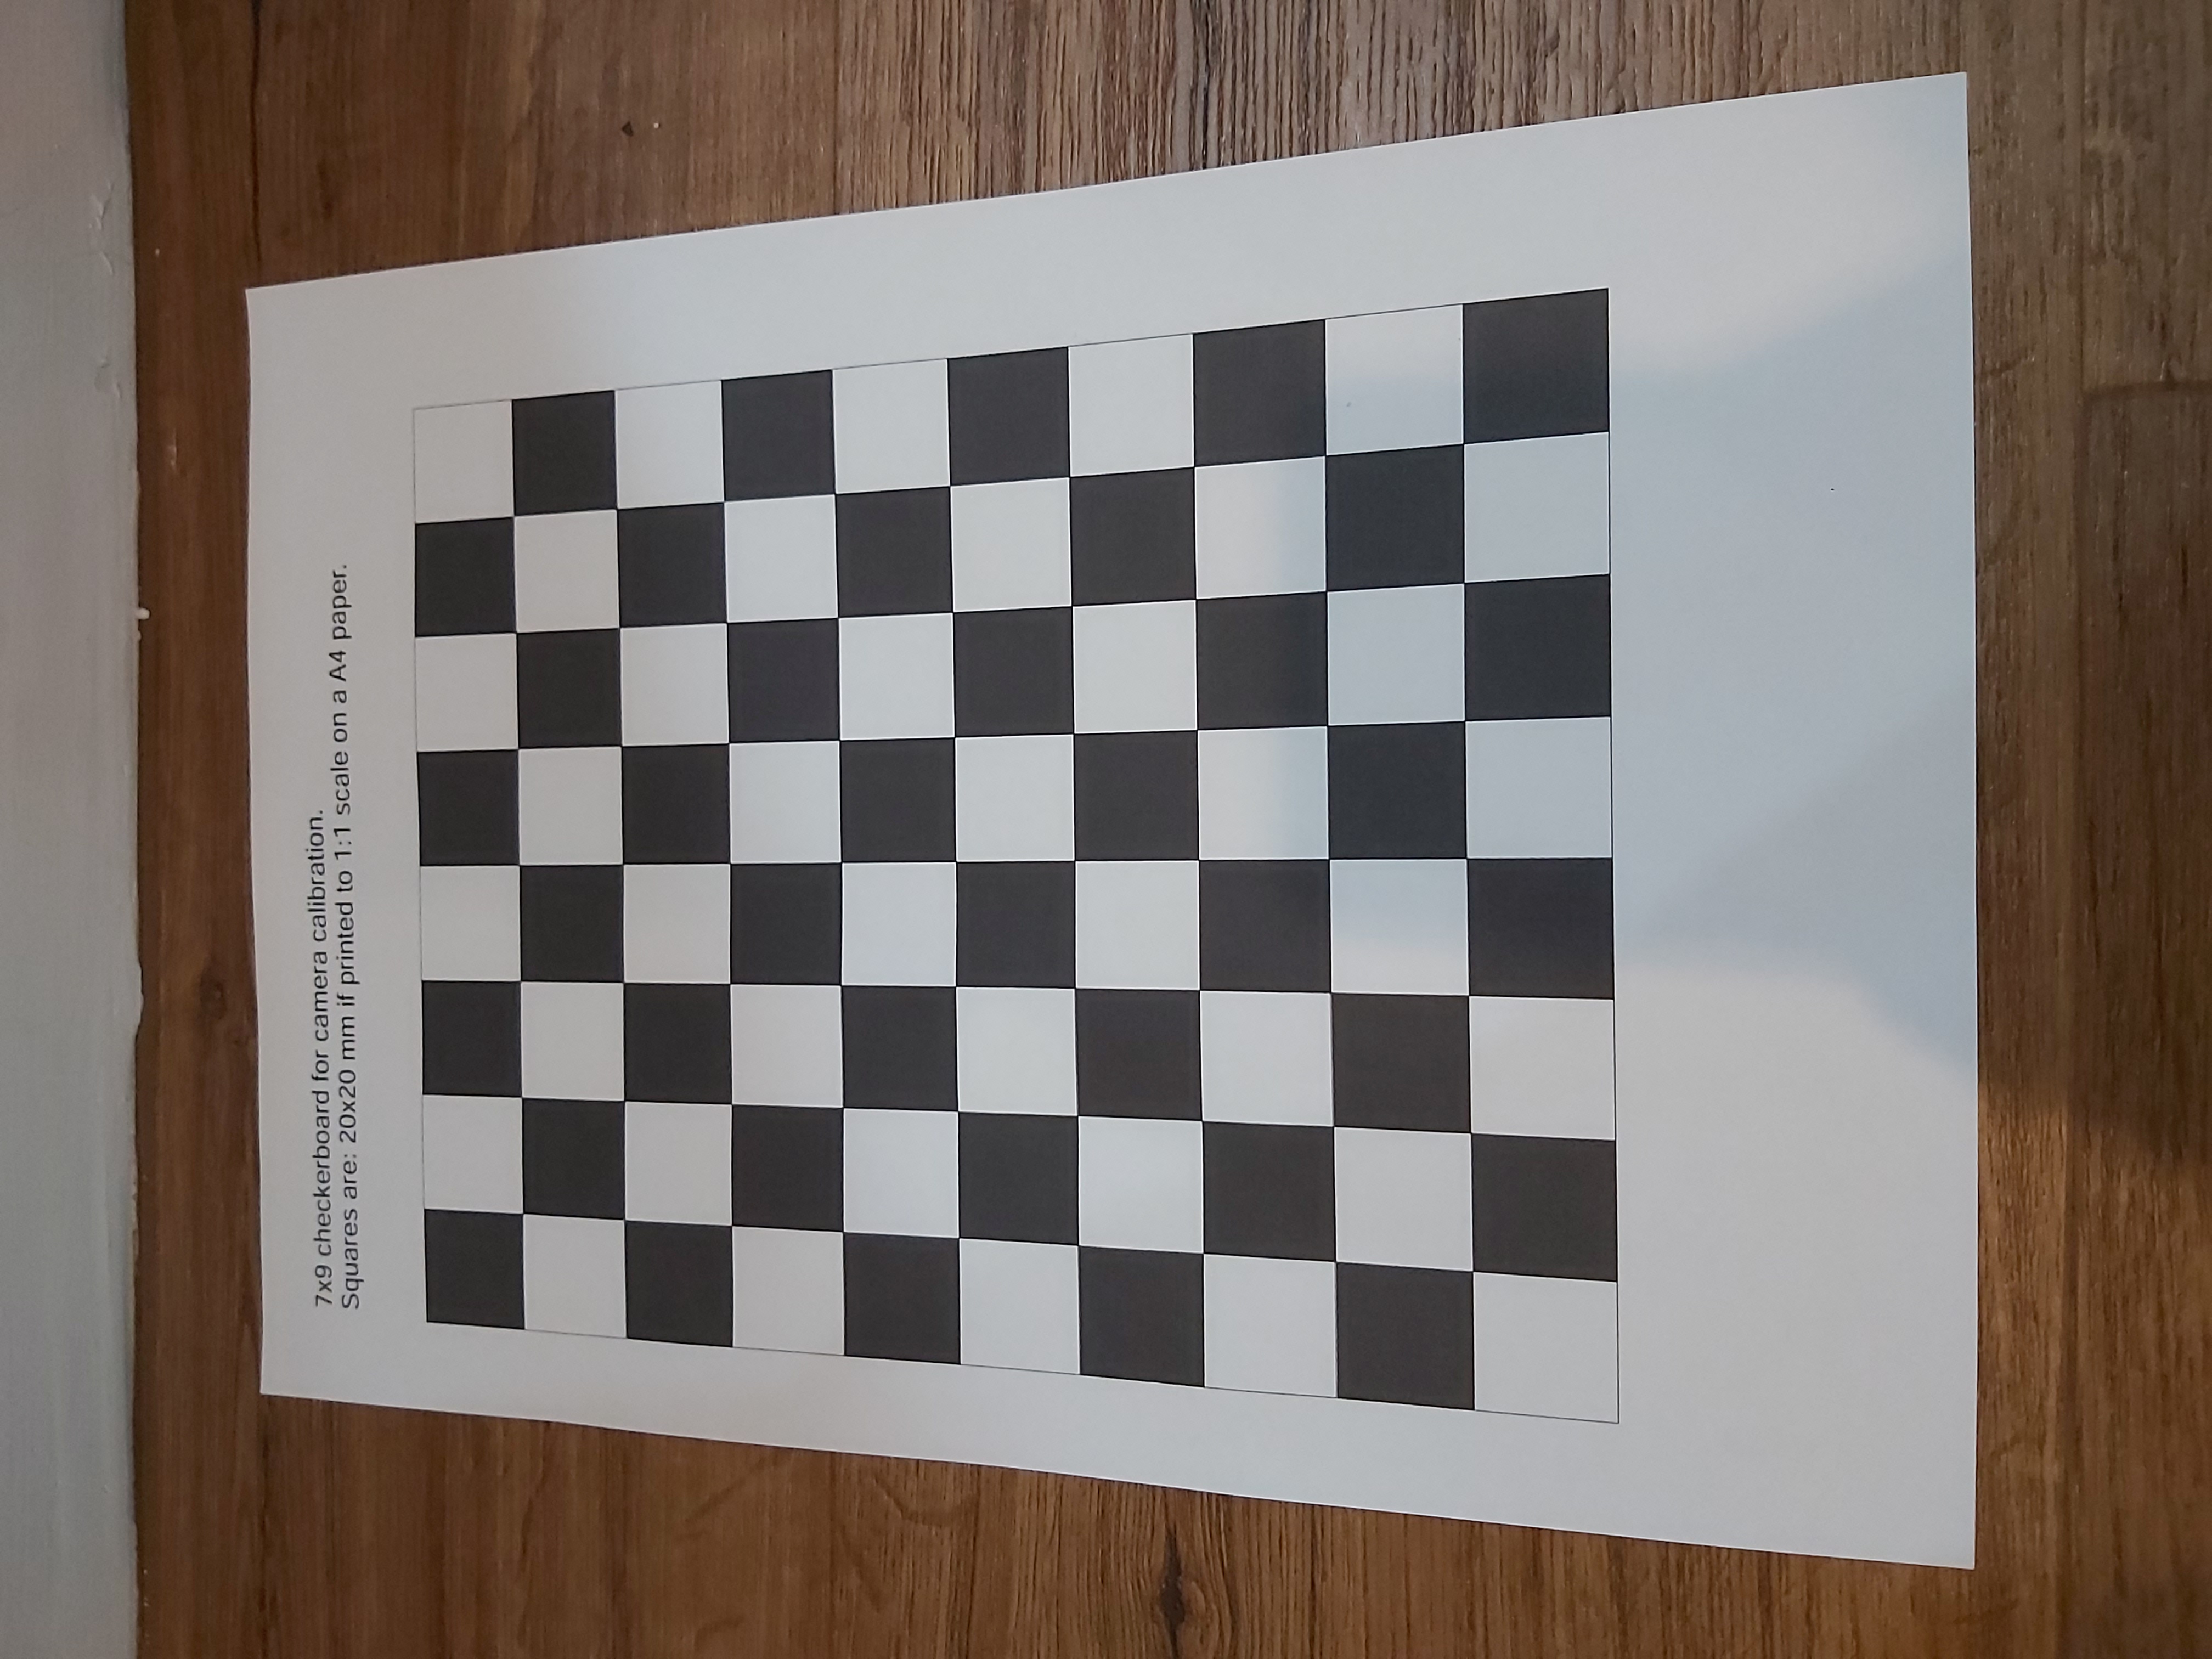 7x9 checkerboard for camera calibration.
Squares are: 20x20 mm if printed to 1:1 scale on a A4 paper.